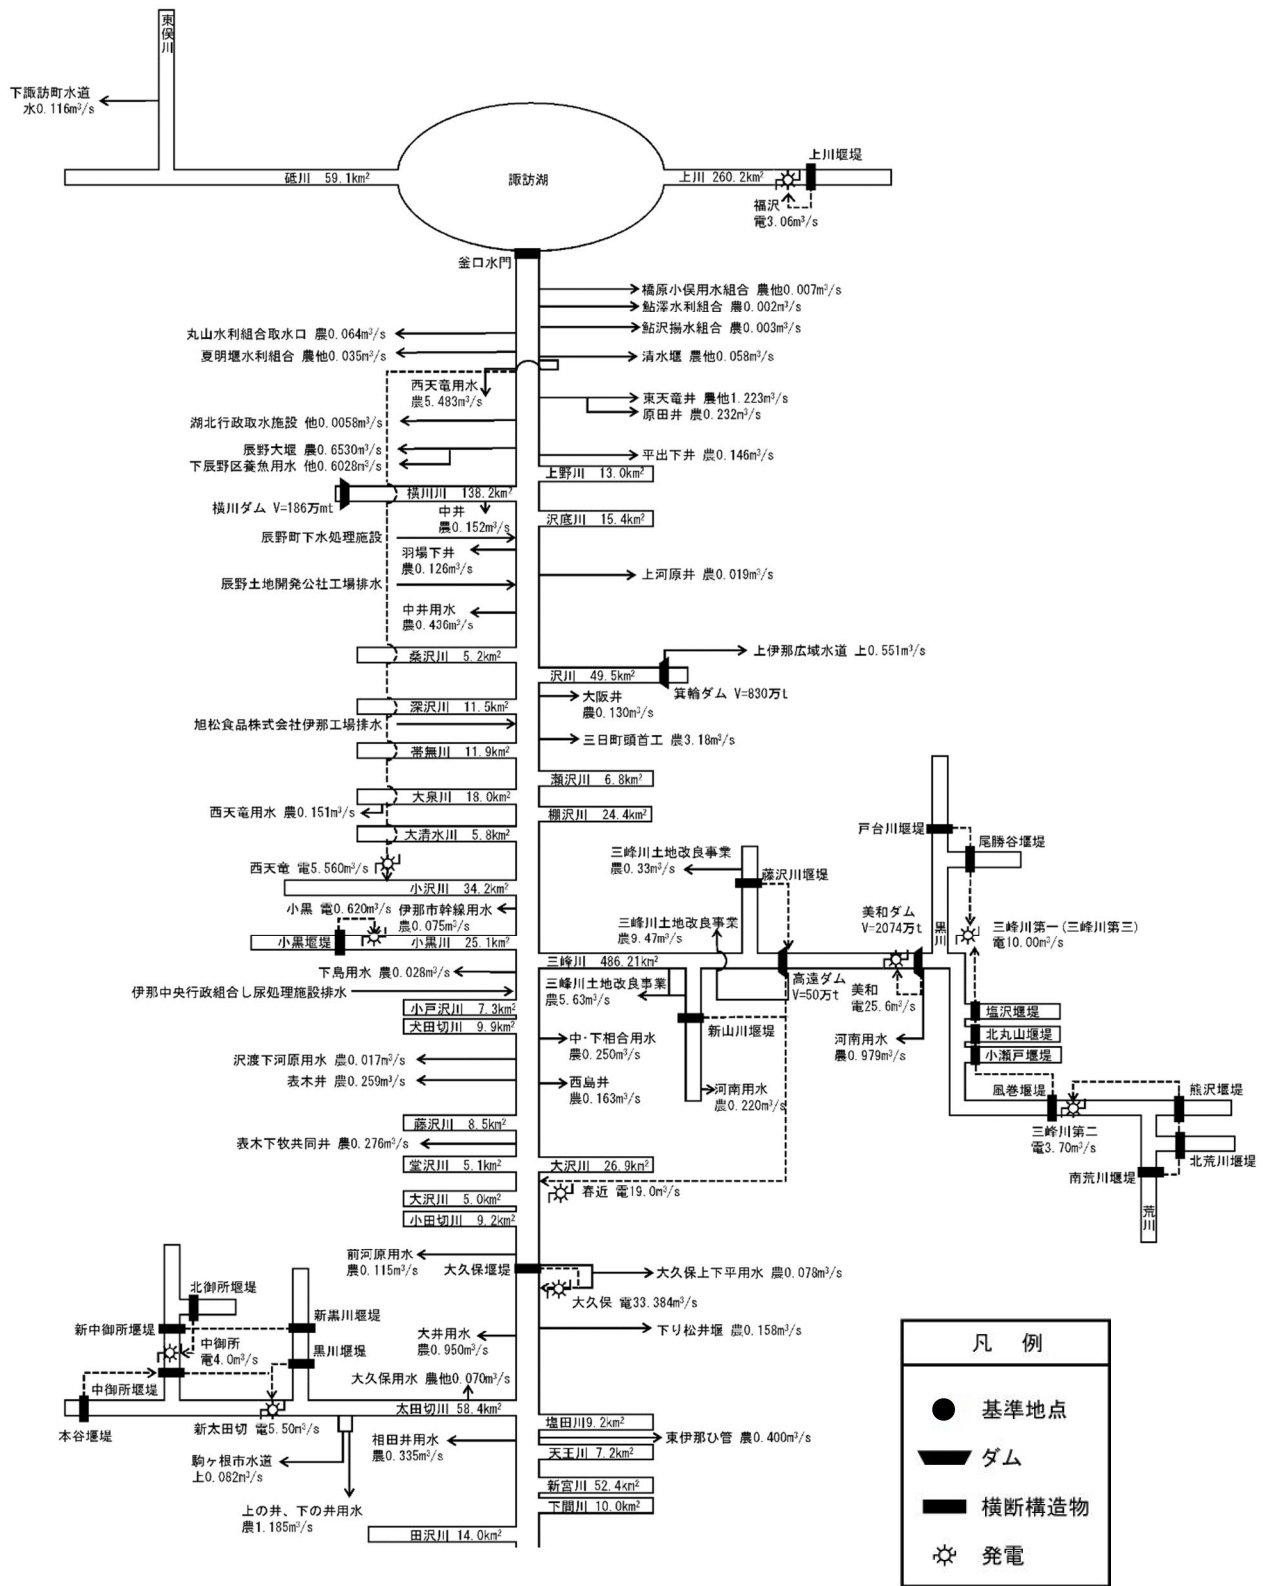 東俣川
下諏訪町水道
水0.116m³/s
砥川 59.1km²
諏訪湖
上川 260.2km²
上川堰堤
福沢
電3.06m³/s
釜口水門
橋原小俣用水組合 農他0.007m³/s
鮎澤水利組合 農0.002m³/s
鮎沢揚水組合 農0.003m³/s
丸山水利組合取水口 農0.064m³/s
夏明堰水利組合 農他0.035m³/s
清水堰 農他0.058m³/s
西天竜用水
農5.483m³/s
東天竜井 農他1.223m³/s
原田井 農0.232m³/s
湖北行政取水施設 他0.0058m³/s
辰野大堰 農0.6530m³/s
下辰野区養魚用水 他0.6028m³/s
平出下井 農0.146m³/s
上野川 13.0km²
横川川 138.2km²
横川ダム V=186万mt
中井
農0.152m³/s
沢底川 15.4km²
辰野町下水処理施設
羽場下井
農0.126m³/s
辰野土地開発公社工場排水
上河原井 農0.019m³/s
中井用水
農0.436m³/s
桑沢川 5.2km²
上伊那広域水道 上0.551m³/s
沢川 49.5km²
箕輪ダム V=830万t
大阪井
農0.130m³/s
深沢川 11.5km²
旭松食品株式会社伊那工場排水
三日町頭首工 農3.18m³/s
帯無川 11.9km²
瀬沢川 6.8km²
大泉川 18.0km²
西天竜用水 農0.151m³/s
棚沢川 24.4km²
大清水川 5.8km²
西天竜 電5.560m³/s
小沢川 34.2km²
小黒 電0.620m³/s
伊那市幹線用水
農0.075m³/s
小黒堰堤
小黒川 25.1km²
三峰川土地改良事業
農0.33m³/s
藤沢川堰堤
三峰川土地改良事業
農9.47m³/s
美和ダム
V=2074万t
黒川
戸台川堰堤
尾勝谷堰堤
三峰川第一(三峰川第三)
電10.00m³/s
三峰川 486.21km²
下島用水 農0.028m³/s
伊那中央行政組合し尿処理施設排水
三峰川土地改良事業
農5.63m³/s
高遠ダム
V=50万t
美和
電25.6m³/s
小戸沢川 7.3km²
犬田切川 9.9km²
新山川堰堤
塩沢堰堤
北丸山堰堤
小瀬戸堰堤
中・下相合用水
農0.250m³/s
河南用水
農0.979m³/s
沢渡下河原用水 農0.017m³/s
表木井 農0.259m³/s
西島井
農0.163m³/s
河南用水
農0.220m³/s
風巻堰堤
熊沢堰堤
三峰川第二
電3.70m³/s
北荒川堰堤
南荒川堰堤
荒川
藤沢川 8.5km²
表木下牧共同井 農0.276m³/s
堂沢川 5.1km²
大沢川 26.9km²
春近 電19.0m³/s
大沢川 5.0km²
小田切川 9.2km²
前河原用水
農0.115m³/s
大久保堰堤
大久保上下平用水 農0.078m³/s
大久保 電33.384m³/s
北御所堰堤
新中御所堰堤
新黒川堰堤
中御所
電4.0m³/s
黒川堰堤
大井用水
農0.950m³/s
下り松井堰 農0.158m³/s
中御所堰堤
大久保用水 農他0.070m³/s
太田切川 58.4km²
本谷堰堤
新太田切 電5.50m³/s
塩田川9.2km²
相田井用水
農0.335m³/s
東伊那ひ管 農0.400m³/s
天王川 7.2km²
駒ヶ根市水道
上0.082m³/s
新宮川 52.4km²
下間川 10.0km²
上の井、下の井用水
農1.185m³/s
田沢川 14.0km²
凡 例
基準地点
ダム
横断構造物
発電